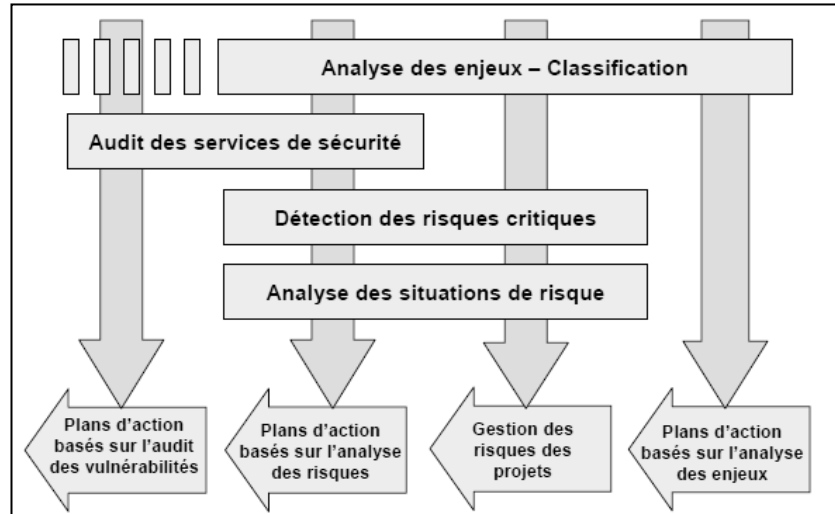 Analyse des enjeux – Classification
Audit des services de sécurité
Détection des risques critiques
Analyse des situations de risque
Plans d'action
basés sur l'audit
des vulnérabilités
Plans d'action
basés sur l'analyse
des risques
Gestion des
risques des
projets
Plans d'action
basés sur l'analyse
des enjeux